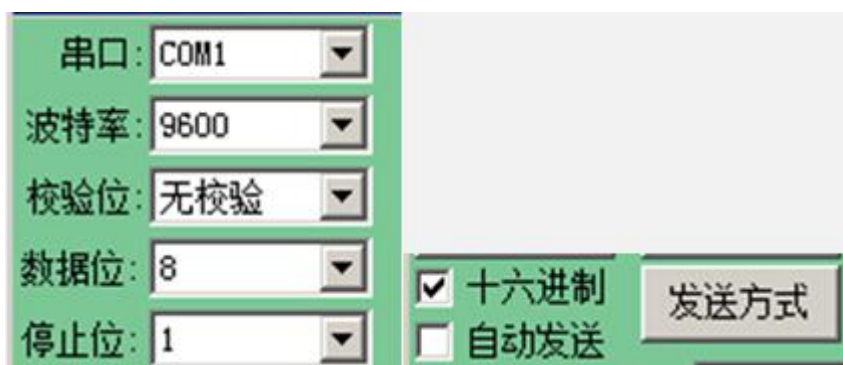 串口: COM1
波特率: 9600
校验位: 无校验
数据位: 8
停止位: 1
十六进制
发送方式
自动发送